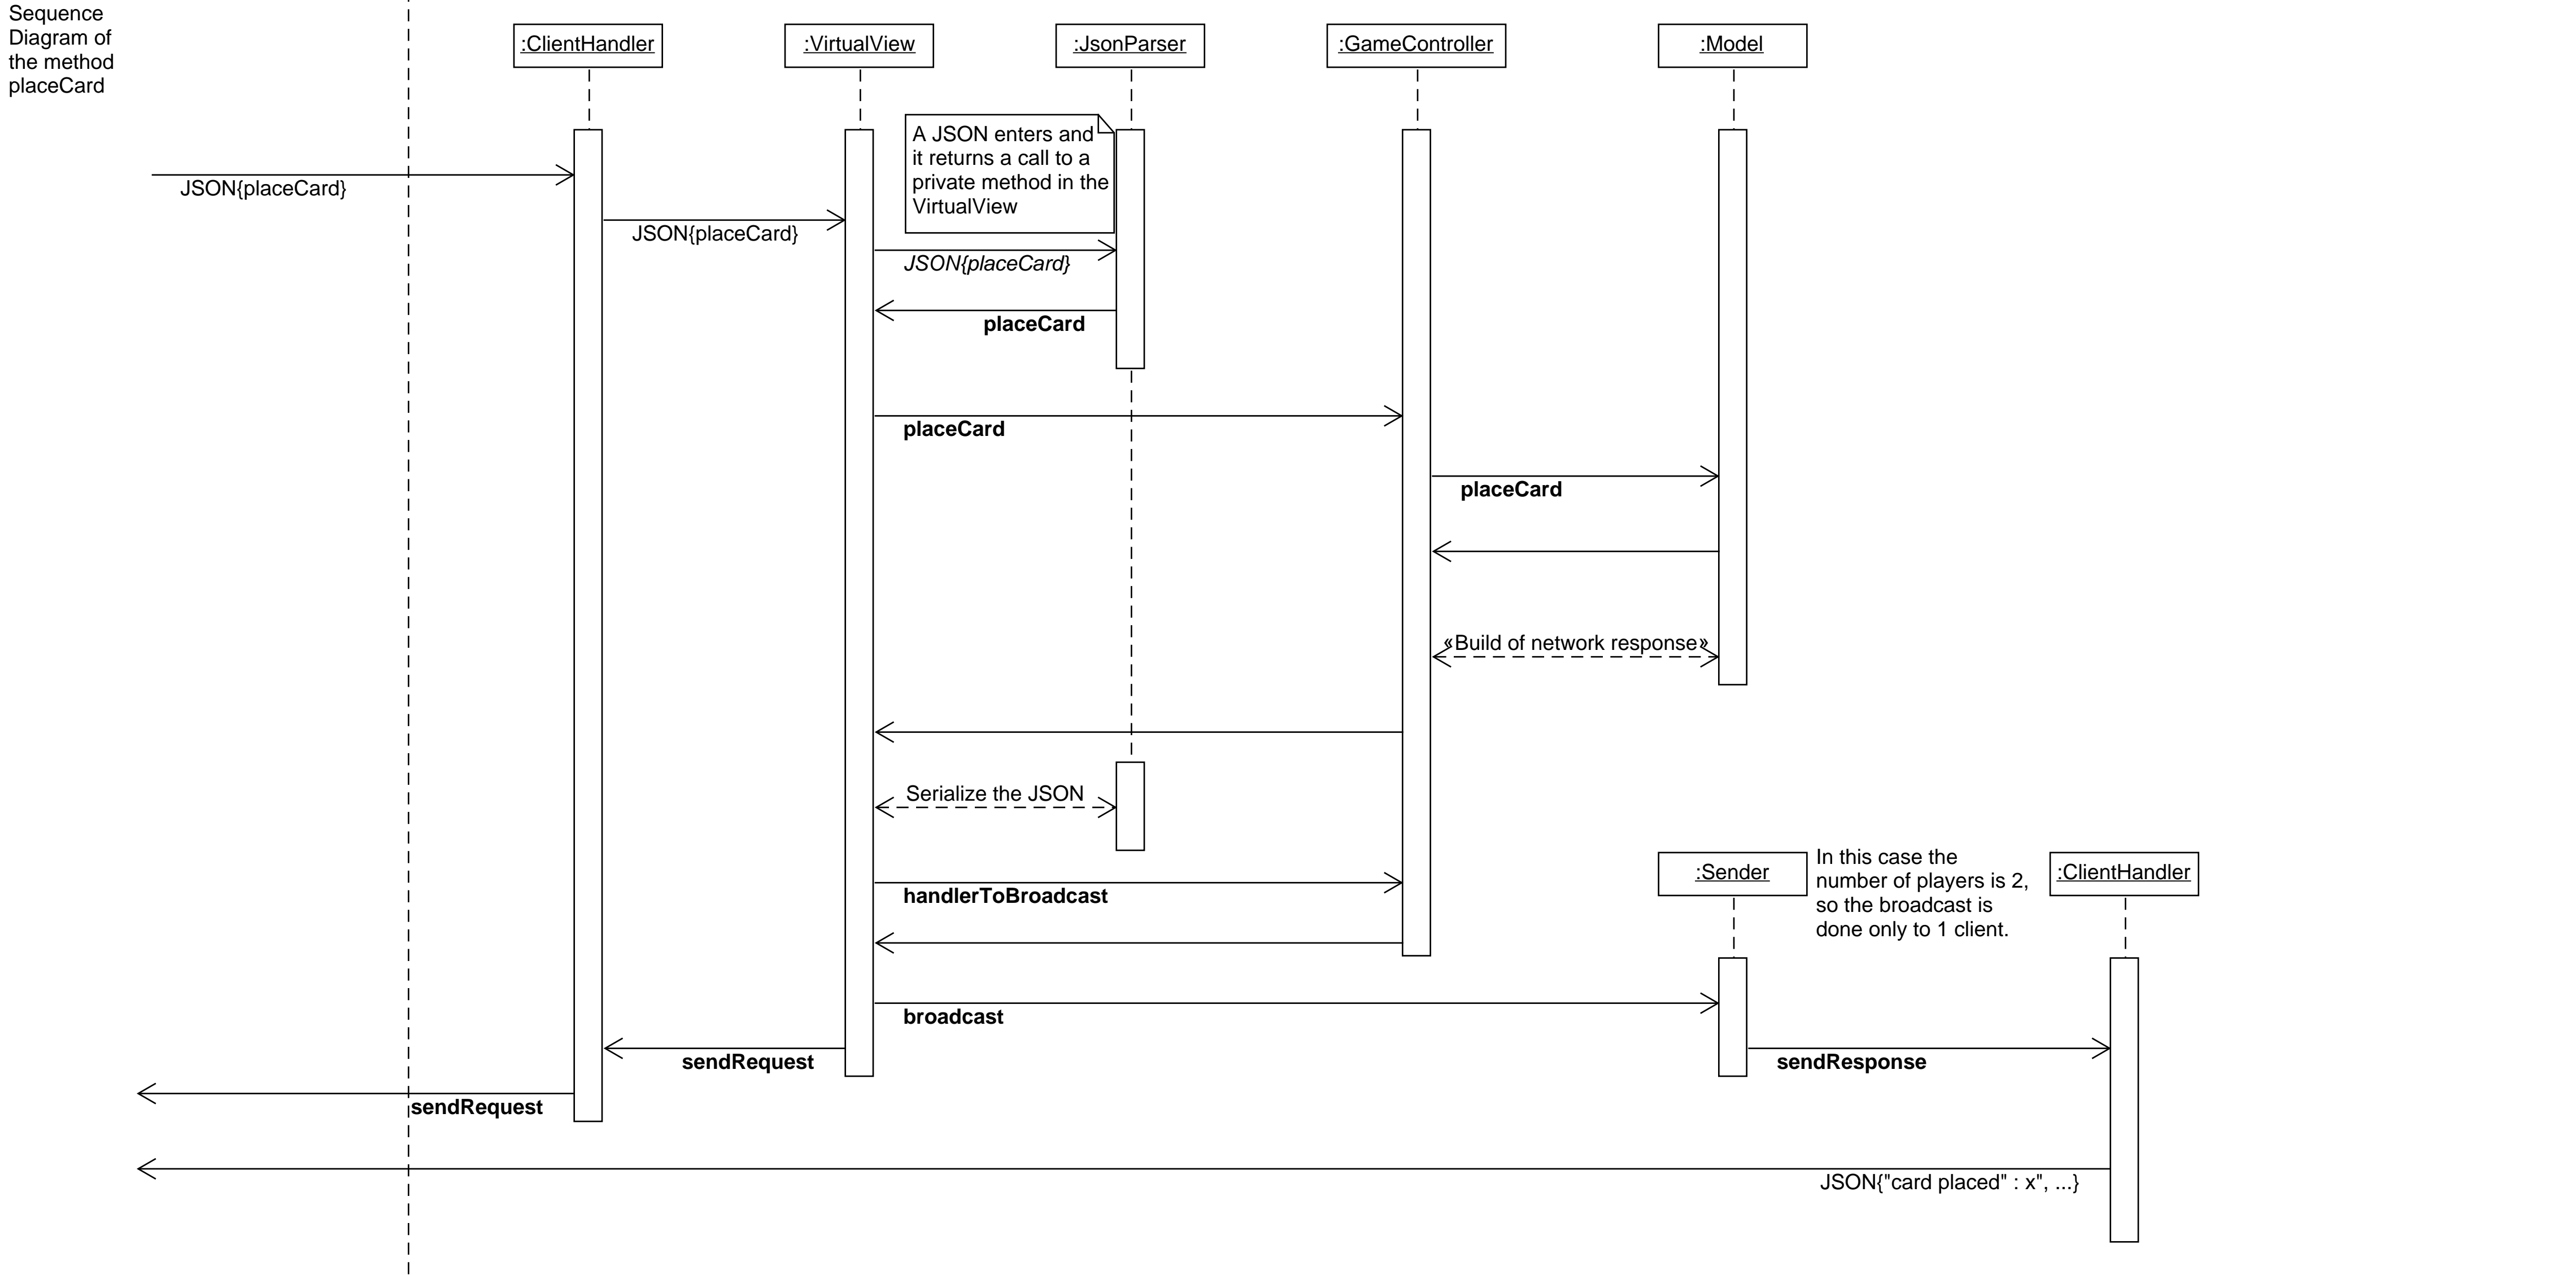 Sequence
Diagram of
the method
placeCard
:ClientHandler
:VirtualView
:JsonParser
:GameController
:Model
A JSON enters and
it returns a call to a
private method in the
VirtualView
JSON{placeCard}
JSON{placeCard}
JSON{placeCard}
placeCard
placeCard
placeCard
«Build of network response»
Serialize the JSON
handlerToBroadcast
:Sender
In this case the
number of players is 2,
so the broadcast is
done only to 1 client.
:ClientHandler
broadcast
sendRequest
sendResponse
sendRequest
JSON{"card placed" : x", ...}